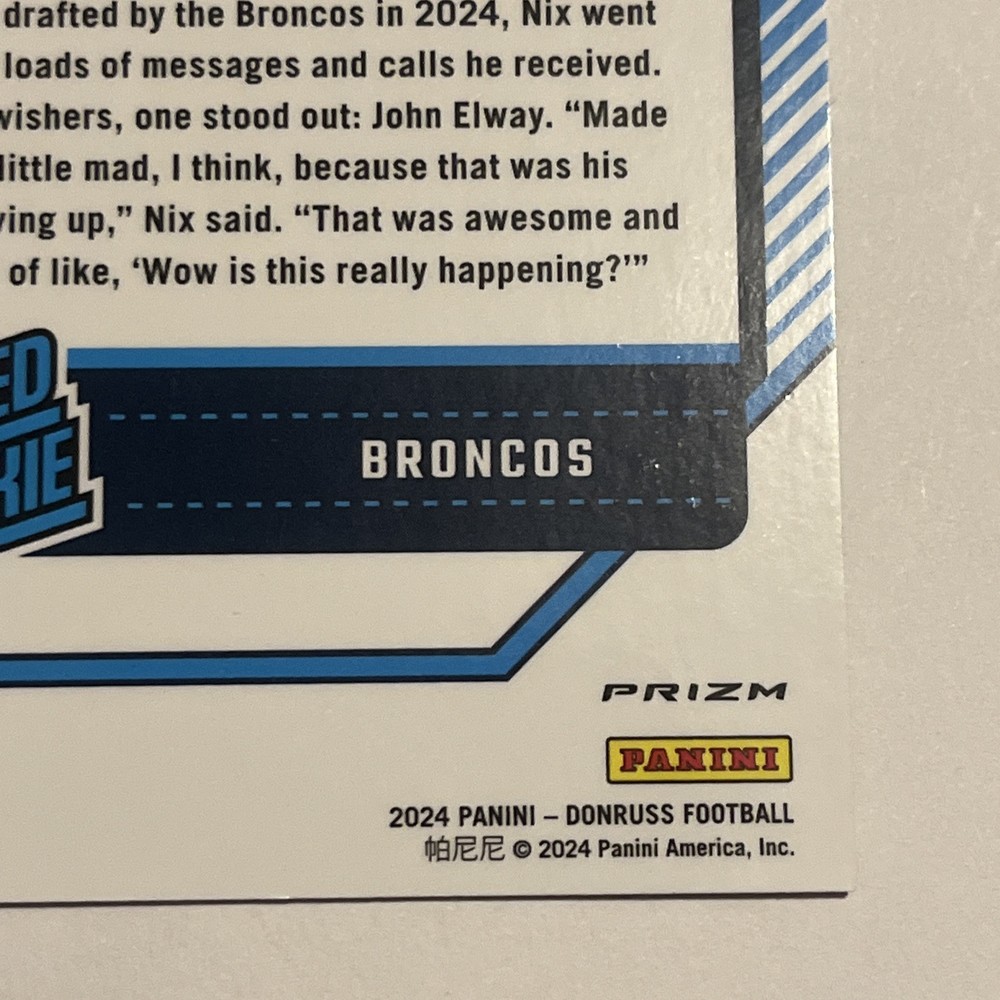 drafted by the Broncos in 2024, Nix went
loads of messages and calls he received.
wishers, one stood out: John Elway. “Made
little mad, I think, because that was his
ving up,” Nix said. “That was awesome and
of like, ‘Wow is this really happening?’”
ED
KIE
BRONCOS
PRIZM
PANINI
2024 PANINI – DONRUSS FOOTBALL
帕尼尼 © 2024 Panini America, Inc.